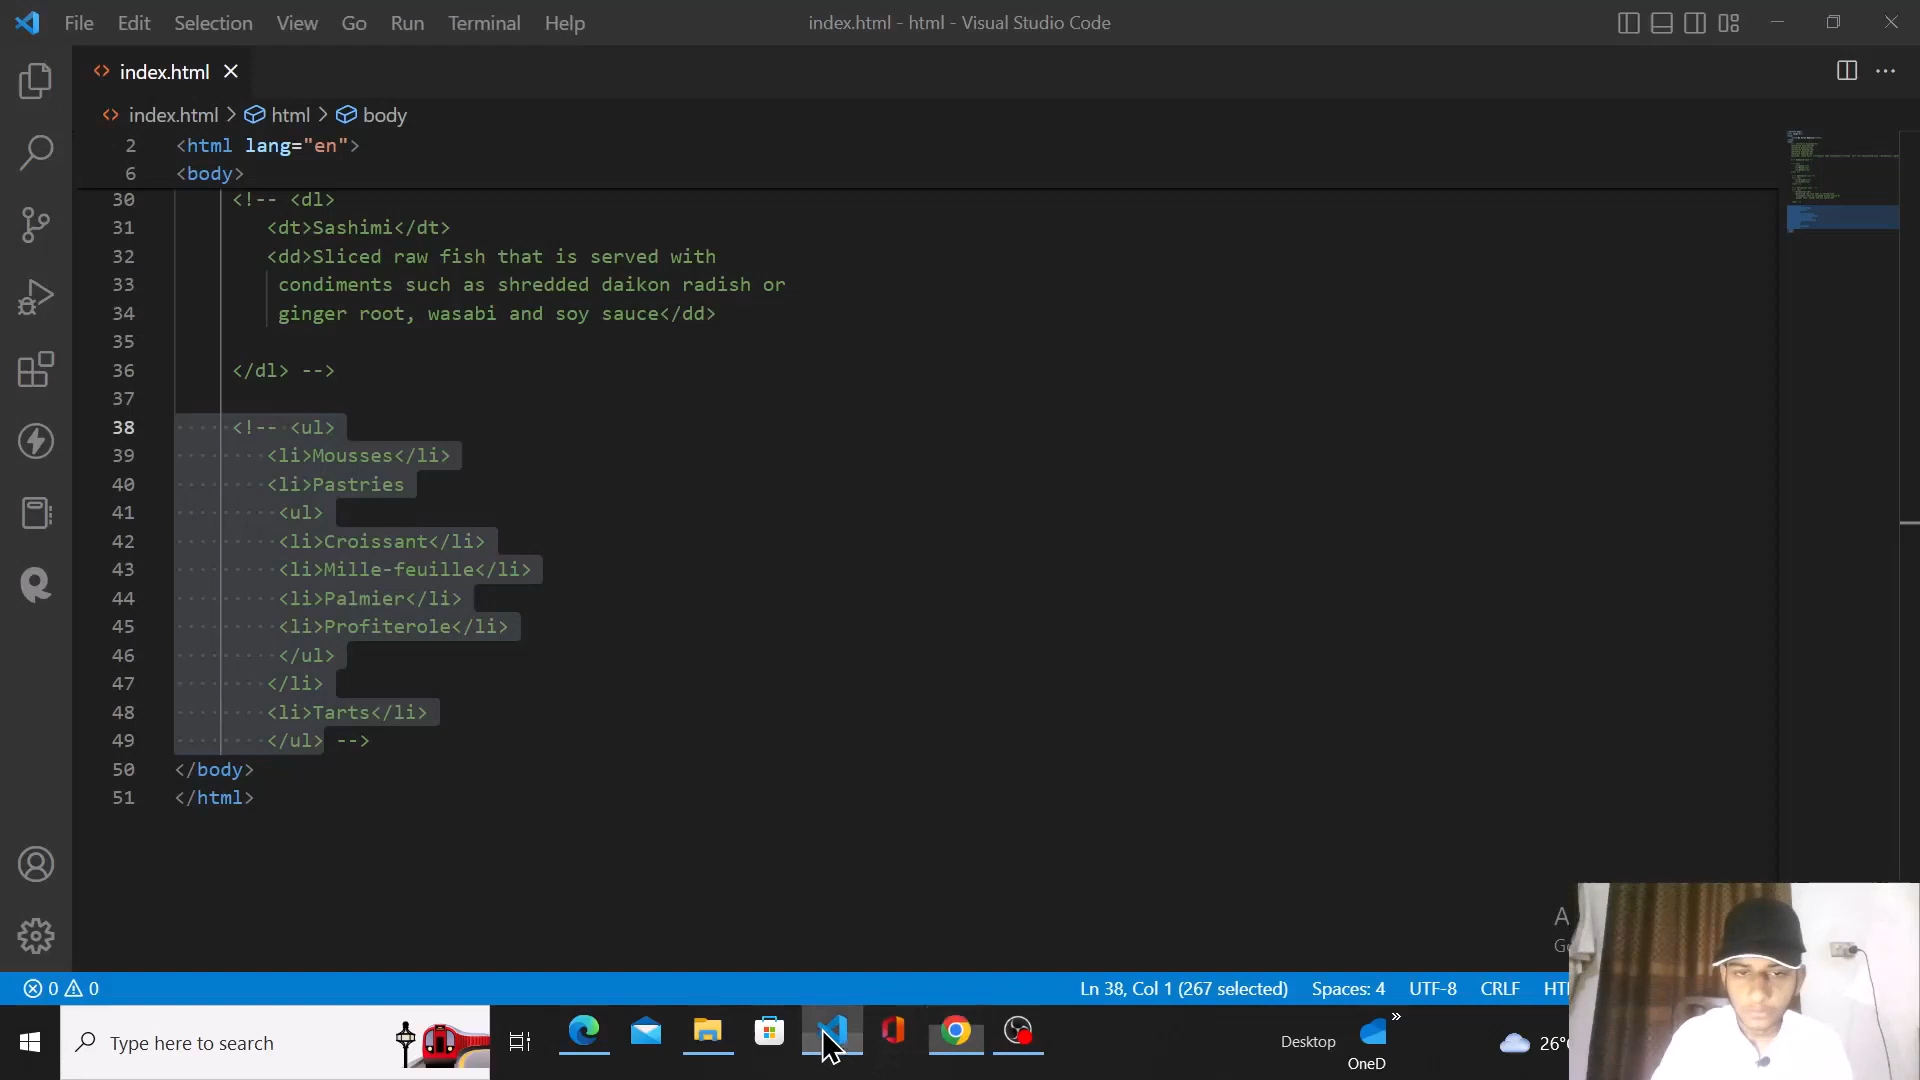 File Edit Selection View Go Run Terminal Help index.html - html - Visual Studio Code
index.html
index.html > html > body
2 <html lang="en">
6 <body>
30 <!-- <dl>
31 <dt>Sashimi</dt>
32 <dd>Sliced raw fish that is served with
33 condiments such as shredded daikon radish or
34 ginger root, wasabi and soy sauce</dd>
35
36 </dl> -->
37
38 <!-- <ul>
39 <li>Mousses</li>
40 <li>Pastries
41 <ul>
42 <li>Croissant</li>
43 <li>Mille-feuille</li>
44 <li>Palmier</li>
45 <li>Profiterole</li>
46 </ul>
47 </li>
48 <li>Tarts</li>
49 </ul> -->
50 </body>
51 </html>
0 0 Ln 38, Col 1 (267 selected) Spaces: 4 UTF-8 CRLF
Type here to search
Desktop
OneD
26°